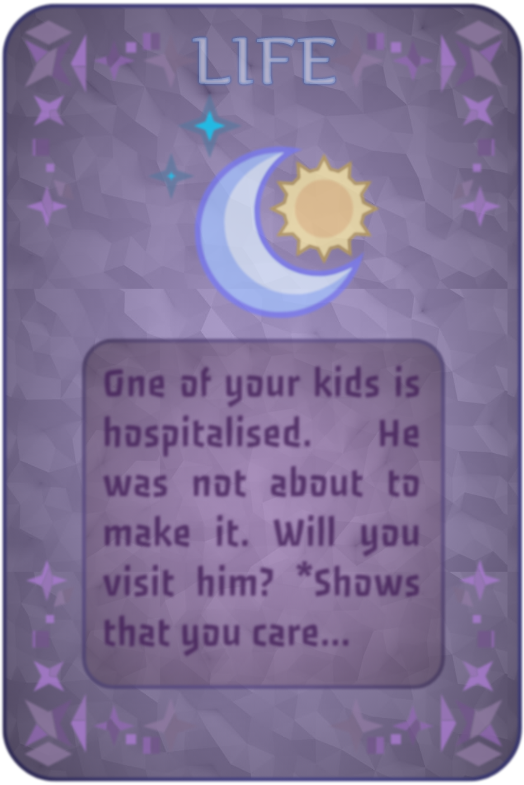 LIFE
One of your kids is
hospitalised. He
was not about to
make it. Will you
visit him? *Shows
that you care...